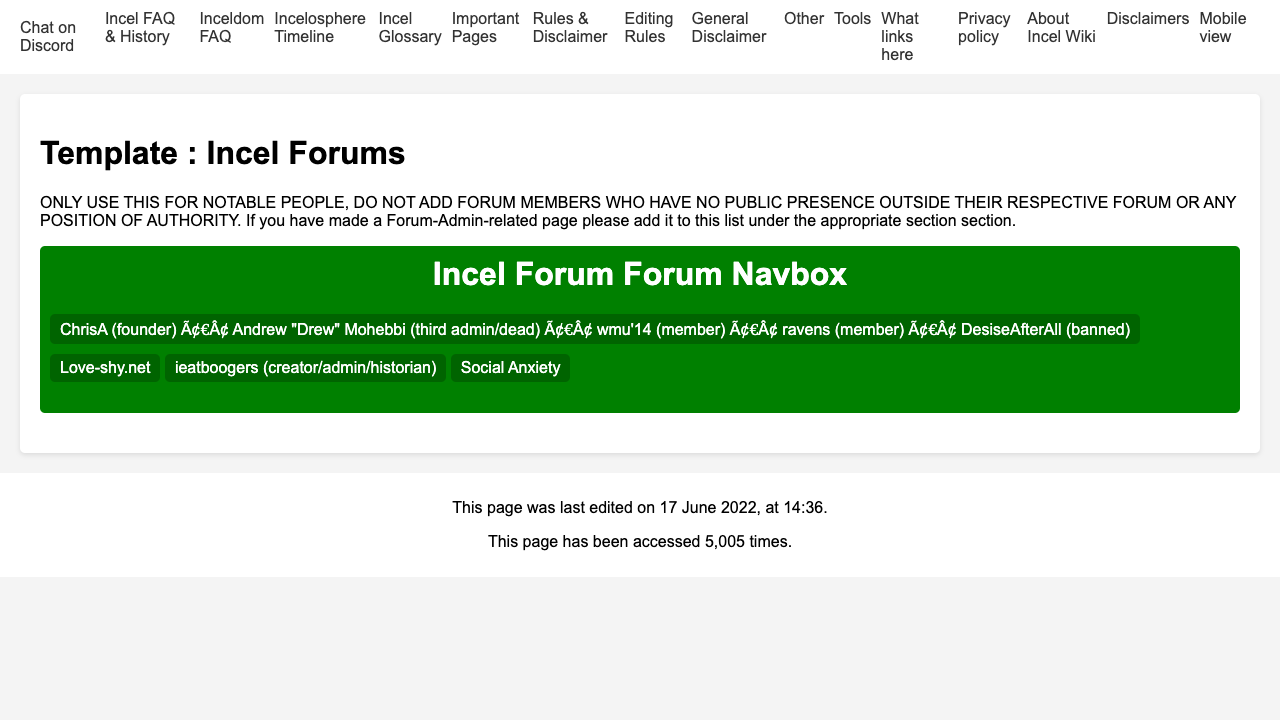 Chat on
Discord
Incel FAQ
& History
Inceldom
FAQ
Incelosphere
Timeline
Incel
Glossary
Important
Pages
Rules &
Disclaimer
Editing
Rules
General
Disclaimer
Other
Tools
What
links
here
Privacy
policy
About
Incel Wiki
Disclaimers
Mobile
view
Template : Incel Forums
ONLY USE THIS FOR NOTABLE PEOPLE, DO NOT ADD FORUM MEMBERS WHO HAVE NO PUBLIC PRESENCE OUTSIDE THEIR RESPECTIVE FORUM OR ANY
POSITION OF AUTHORITY. If you have made a Forum-Admin-related page please add it to this list under the appropriate section section.
Incel Forum Forum Navbox
ChrisA (founder) Ã¢€Â¢ Andrew "Drew" Mohebbi (third admin/dead) Ã¢€Â¢ wmu'14 (member) Ã¢€Â¢ ravens (member) Ã¢€Â¢ DesiseAfterAll (banned)
Love-shy.net ieatboogers (creator/admin/historian) Social Anxiety
This page was last edited on 17 June 2022, at 14:36.
This page has been accessed 5,005 times.